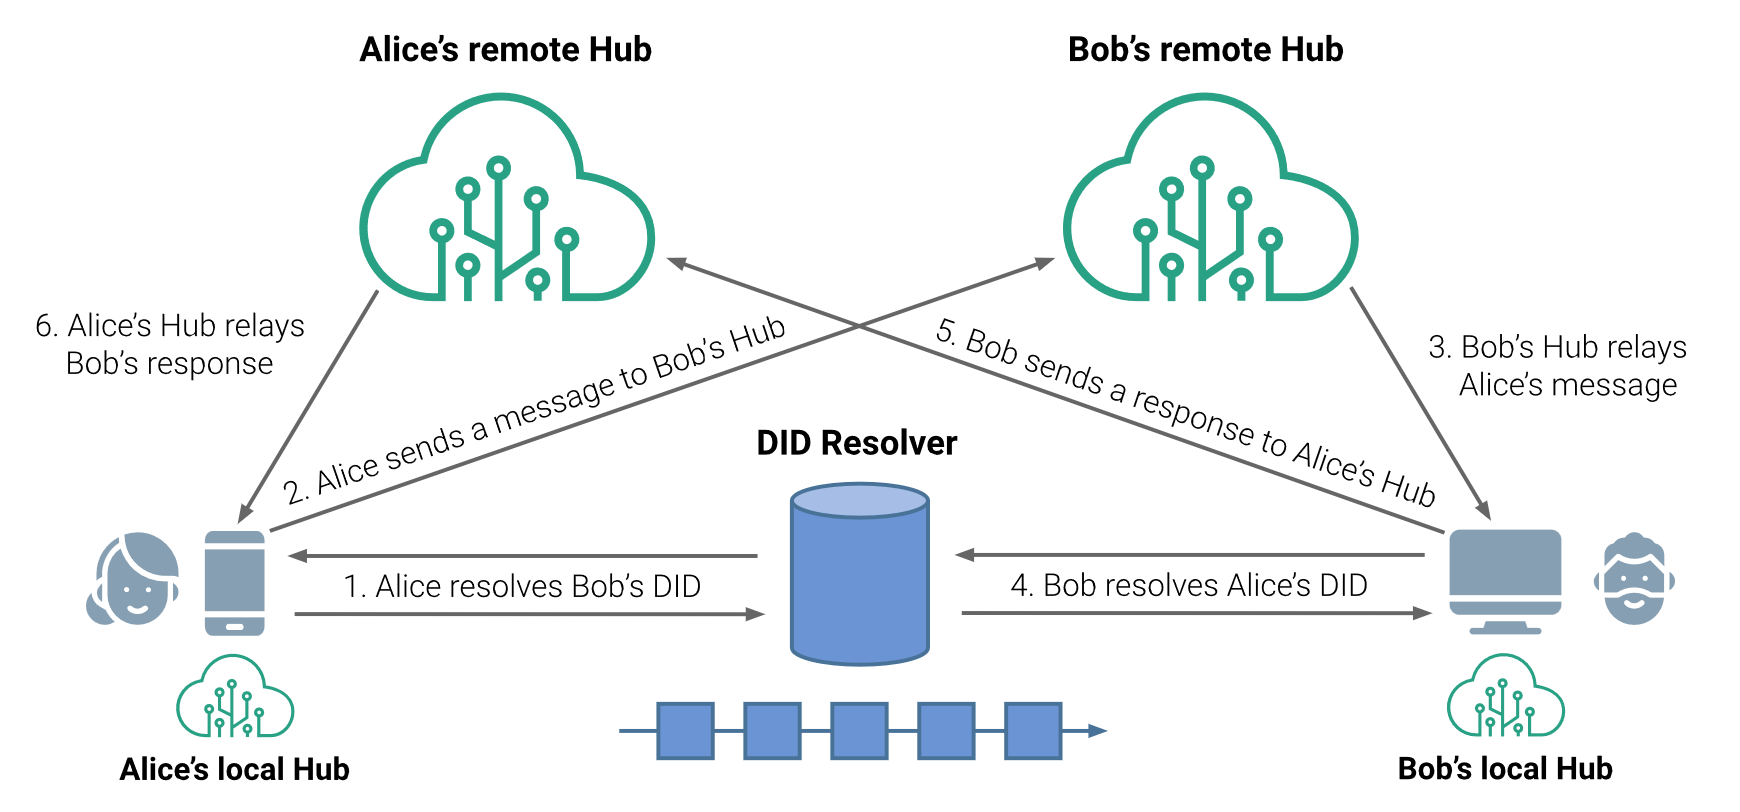 Alice’s remote Hub
Bob’s remote Hub
6. Alice’s Hub relays
Bob’s response
2. Alice sends a message to Bob’s Hub
5. Bob sends a response to Alice’s Hub
3. Bob’s Hub relays
Alice’s message
DID Resolver
1. Alice resolves Bob’s DID
4. Bob resolves Alice’s DID
Alice’s local Hub
Bob’s local Hub